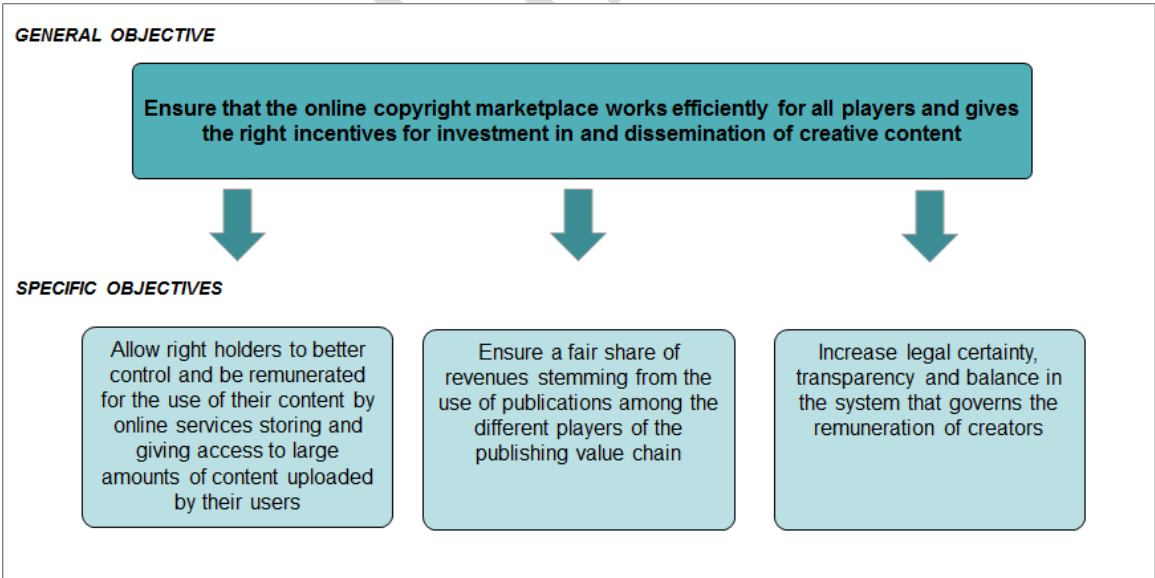 GENERAL OBJECTIVE
Ensure that the online copyright marketplace works efficiently for all players and gives
the right incentives for investment in and dissemination of creative content
SPECIFIC OBJECTIVES
Allow right holders to better
control and be remunerated
for the use of their content by
online services storing and
giving access to large
amounts of content uploaded
by their users
Ensure a fair share of
revenues stemming from the
use of publications among the
different players of the
publishing value chain
Increase legal certainty,
transparency and balance in
the system that governs the
remuneration of creators